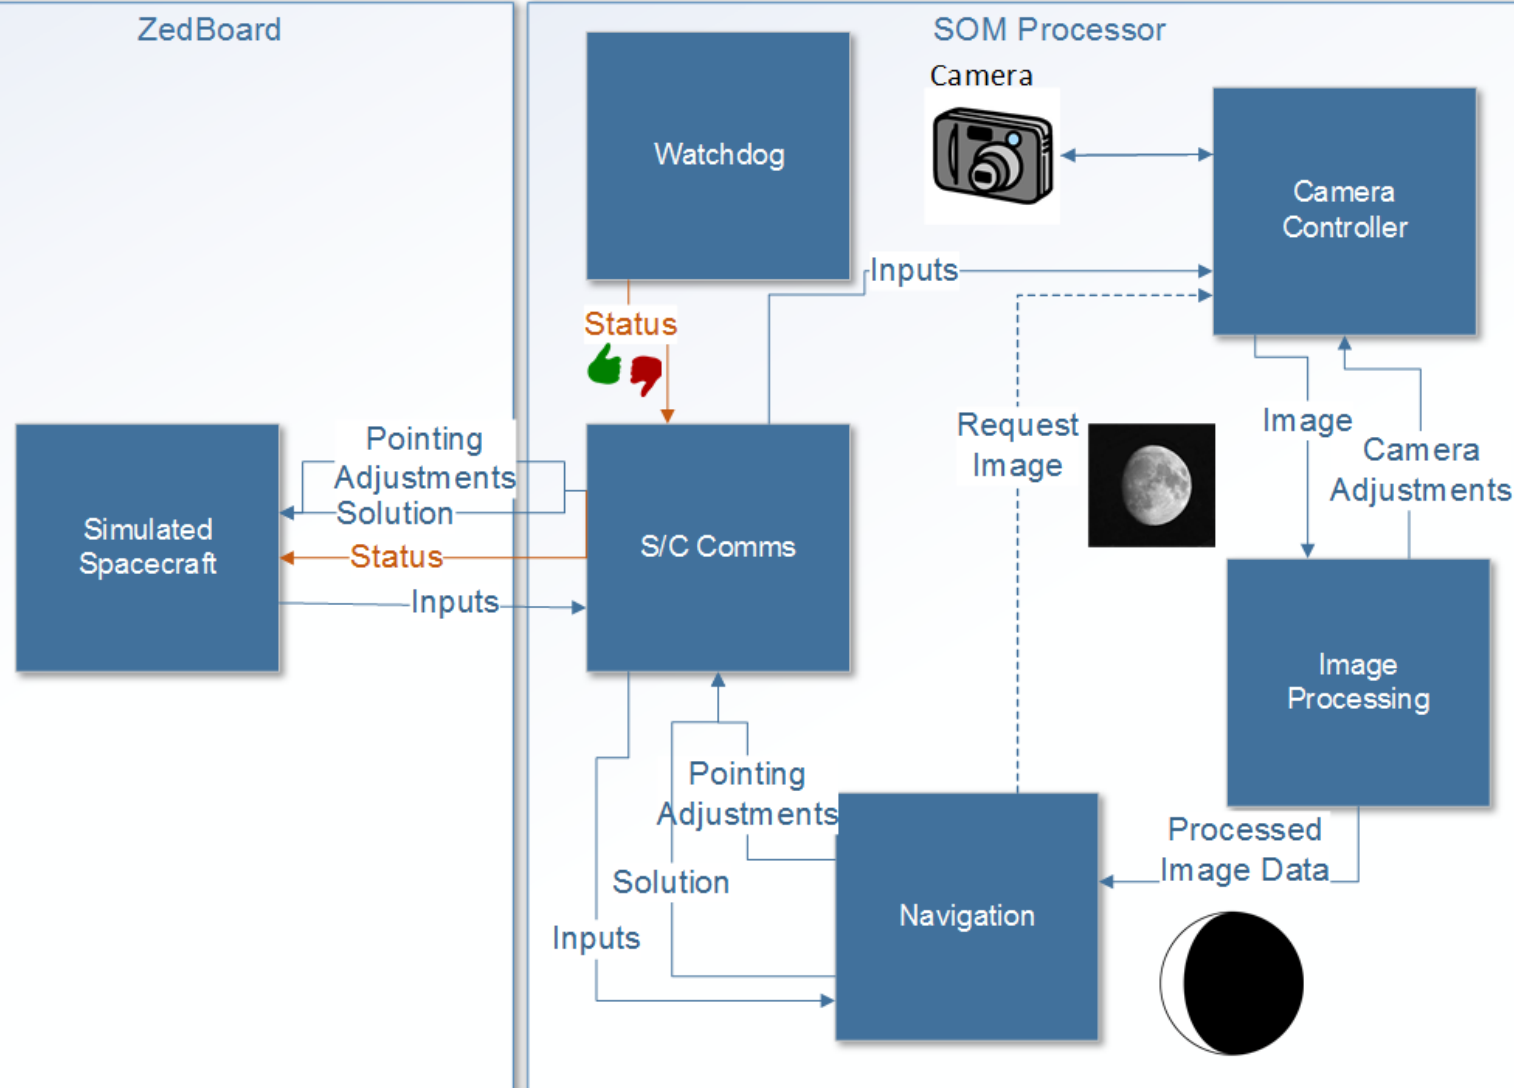 ZedBoard
SOM Processor
Camera
Watchdog
Camera
Controller
Inputs
Status
Request
Image
Image
Camera
Adjustments
Pointing
Adjustments
Solution
Status
Inputs
Simulated
Spacecraft
S/C Comms
Image
Processing
Pointing
Adjustments
Solution
Inputs
Navigation
Processed
Image Data